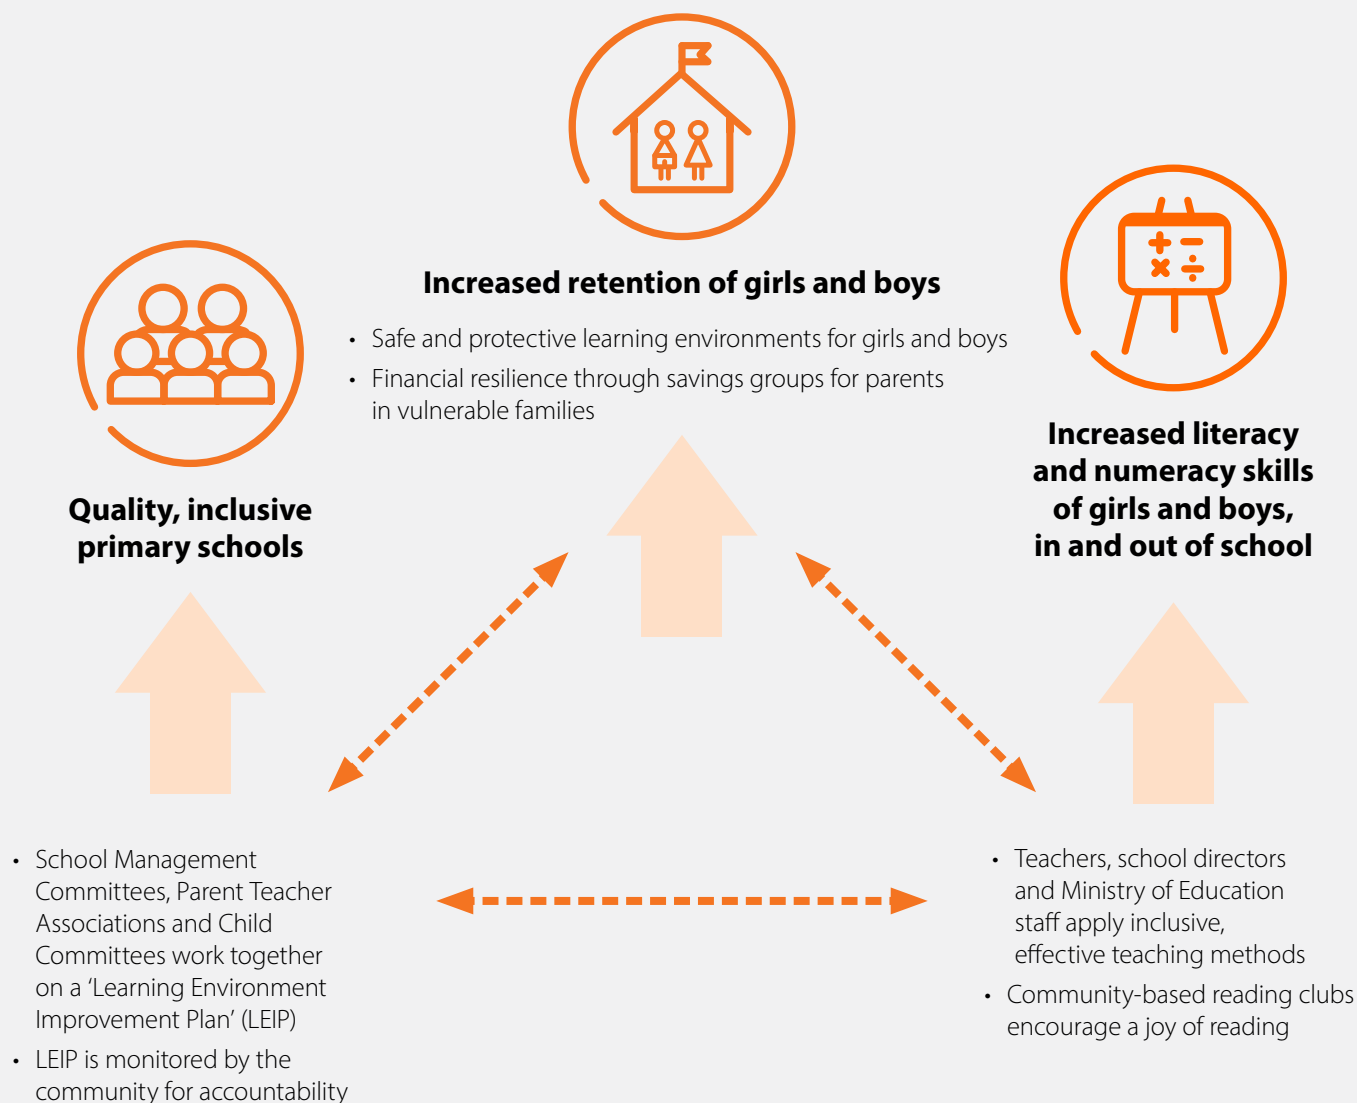 Increased retention of girls and boys
• Safe and protective learning environments for girls and boys
• Financial resilience through savings groups for parents
in vulnerable families
Quality, inclusive
primary schools
Increased literacy
and numeracy skills
of girls and boys,
in and out of school
• School Management
Committees, Parent Teacher
Associations and Child
Committees work together
on a ‘Learning Environment
Improvement Plan’ (LEIP)
• LEIP is monitored by the
community for accountability
• Teachers, school directors
and Ministry of Education
staff apply inclusive,
effective teaching methods
• Community-based reading clubs
encourage a joy of reading